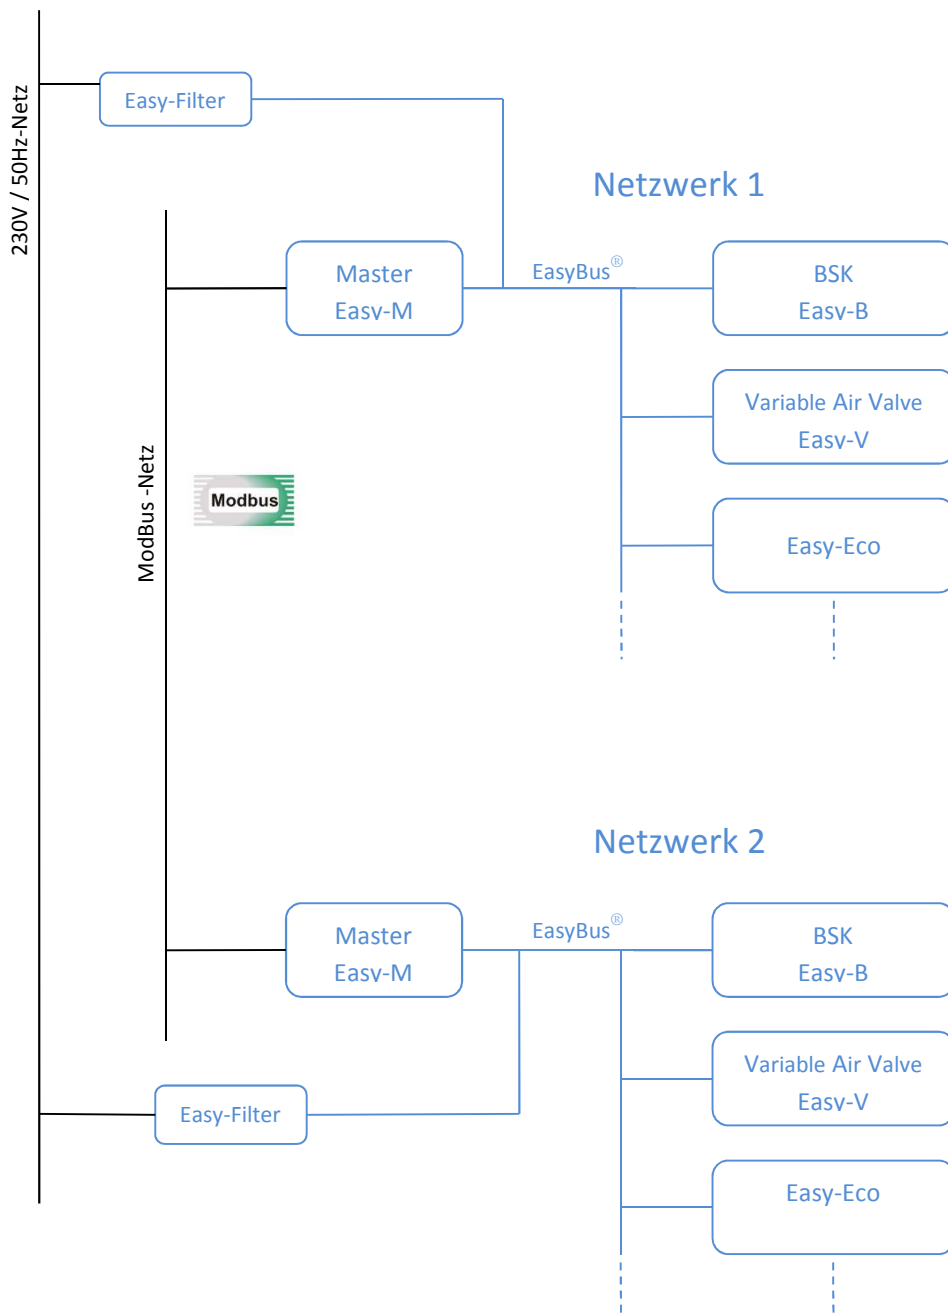 230V / 50Hz-Netz
Easy-Filter
Netzwerk 1
ModBus -Netz
Master
Easy-M
EasyBus®
BSK
Easy-B
Variable Air Valve
Easy-V
Modbus
Easy-Eco
Netzwerk 2
Master
Easy-M
EasyBus®
BSK
Easy-B
Variable Air Valve
Easy-V
Easy-Filter
Easy-Eco